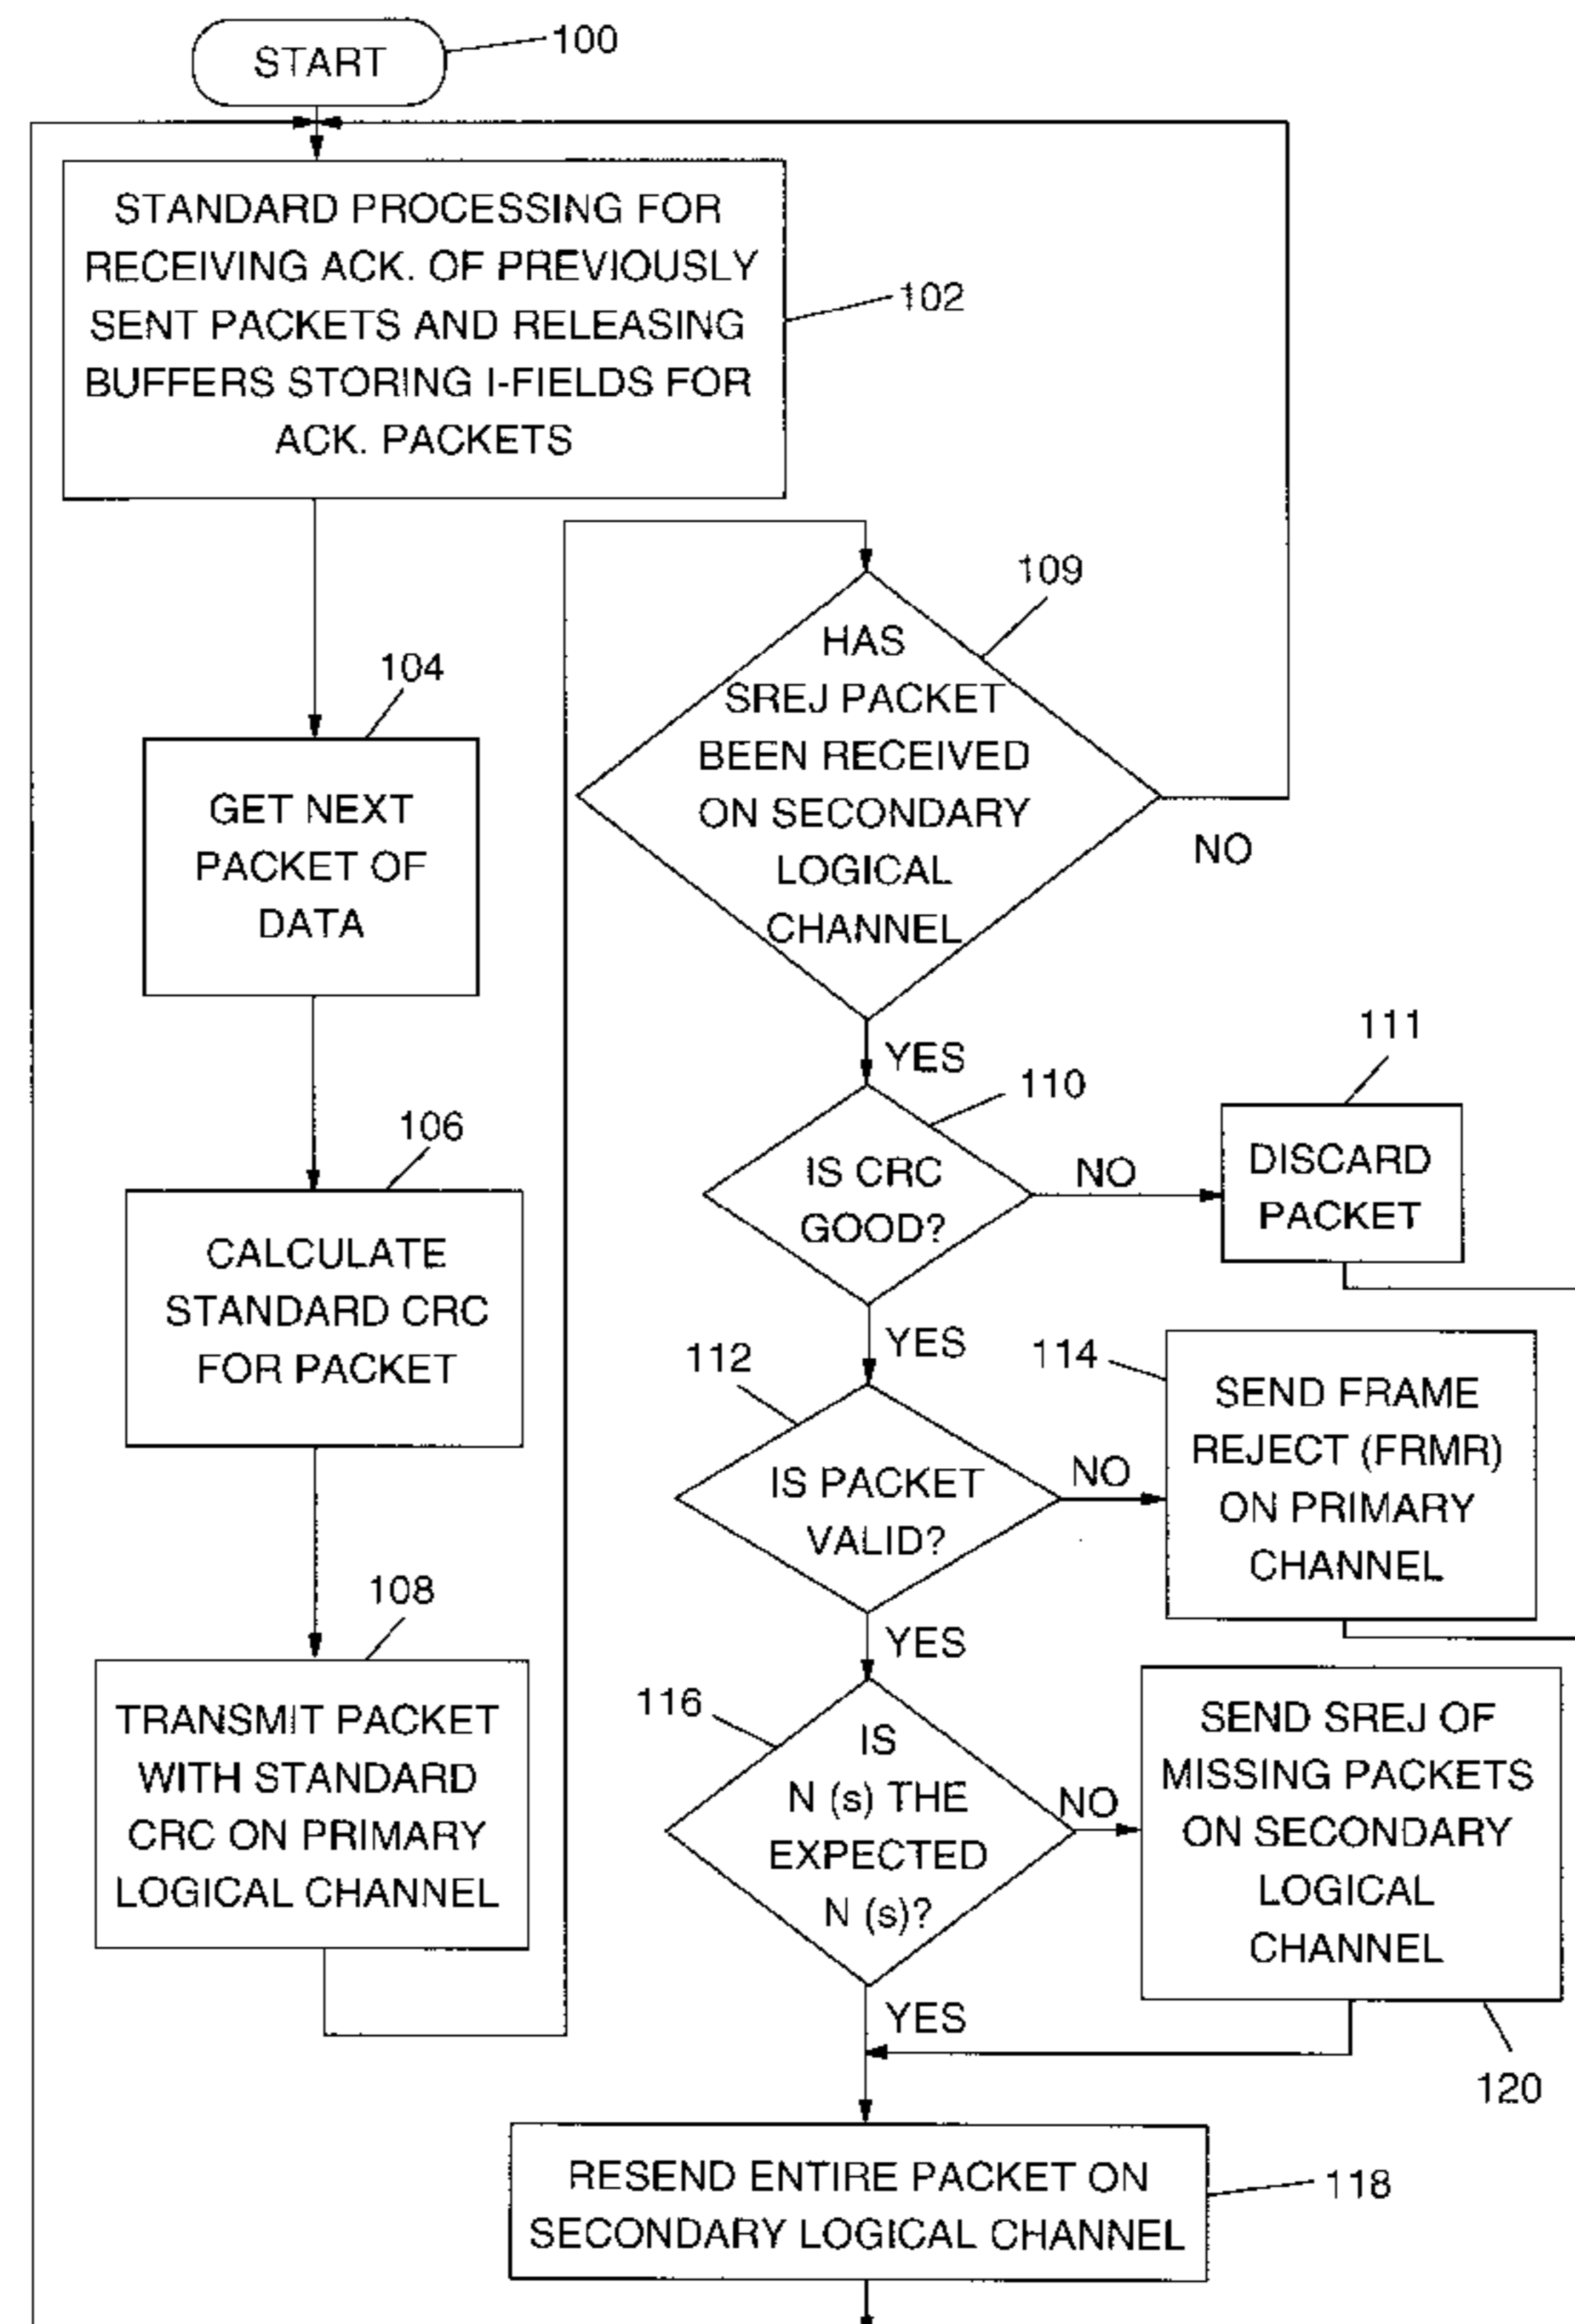 START
100
STANDARD PROCESSING FOR
RECEIVING ACK. OF PREVIOUSLY
SENT PACKETS AND RELEASING
BUFFERS STORING I-FIELDS FOR
ACK. PACKETS
102
104
GET NEXT
PACKET OF
DATA
106
CALCULATE
STANDARD CRC
FOR PACKET
108
TRANSMIT PACKET
WITH STANDARD
CRC ON PRIMARY
LOGICAL CHANNEL
109
HAS
SREJ PACKET
BEEN RECEIVED
ON SECONDARY
LOGICAL
CHANNEL
NO
YES
110
IS CRC
GOOD?
NO
111
DISCARD
PACKET
YES
112
IS PACKET
VALID?
NO
114
SEND FRAME
REJECT (FRMR)
ON PRIMARY
CHANNEL
YES
116
IS
N (s) THE
EXPECTED
N (s)?
NO
SEND SREJ OF
MISSING PACKETS
ON SECONDARY
LOGICAL
CHANNEL
120
YES
RESEND ENTIRE PACKET ON
SECONDARY LOGICAL CHANNEL
118